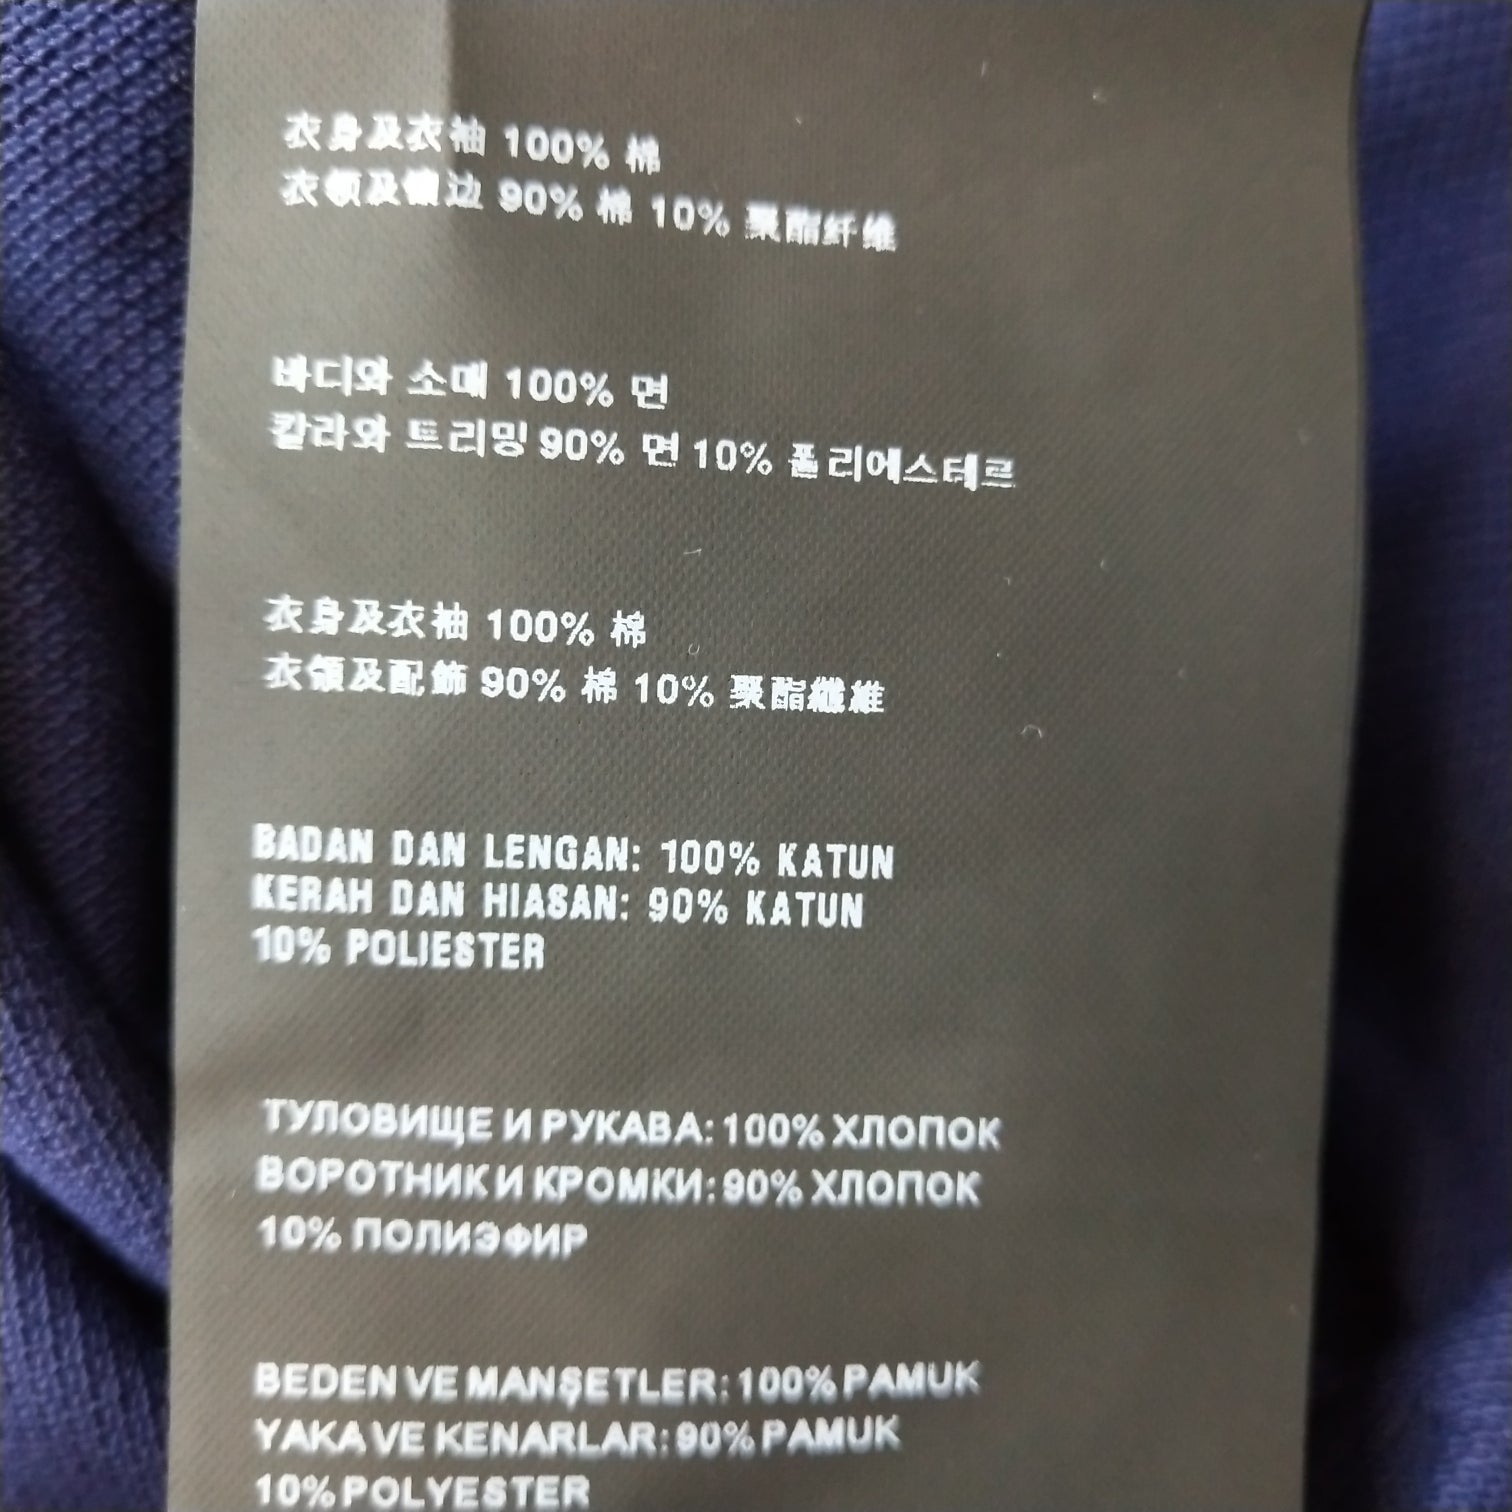 衣身及衣袖 100% 棉
衣领及镶边 90% 棉 10% 聚酯纤维
바디와 소매 100% 면
칼라와 트리밍 90% 면 10% 폴리에스테르
衣身及衣袖 100% 棉
衣領及配飾 90% 棉 10% 聚酯纖維
BADAN DAN LENGAN: 100% KATUN
KERAH DAN HIASAN: 90% KATUN
10% POLIESTER
ТУЛОВИЩЕ И РУКАВА: 100% ХЛОПОК
ВОРОТНИК И КРОМКИ: 90% ХЛОПОК
10% ПОЛИЭФИР
BEDEN VE MANŞETLER: 100% PAMUK
YAKA VE KENARLAR: 90% PAMUK
10% POLYESTER